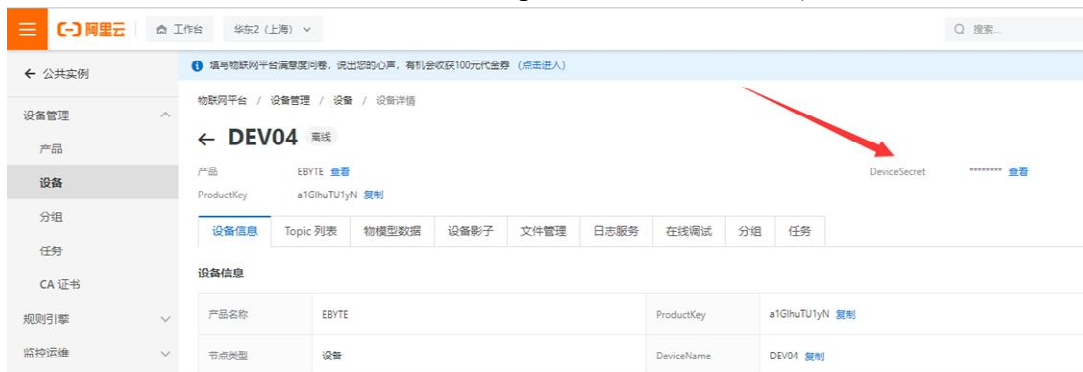 阿里云 工作台 华东2（上海） 搜索...
公共实例
填写物联网平台满意度问卷，说出您的心声，有机会收获100元代金券 （点击进入）
物联网平台 / 设备管理 / 设备 / 设备详情
设备管理
产品
设备
分组
任务
CA 证书
规则引擎
监控运维
← DEV04 离线
产品 EBYTE 查看 DeviceSecret ******** 查看
ProductKey a1GlhuTU1yN 复制
设备信息 Topic 列表 物模型数据 设备影子 文件管理 日志服务 在线调试 分组 任务
设备信息
产品名称 EBYTE ProductKey a1GlhuTU1yN 复制
节点类型 设备 DeviceName DEV04 复制